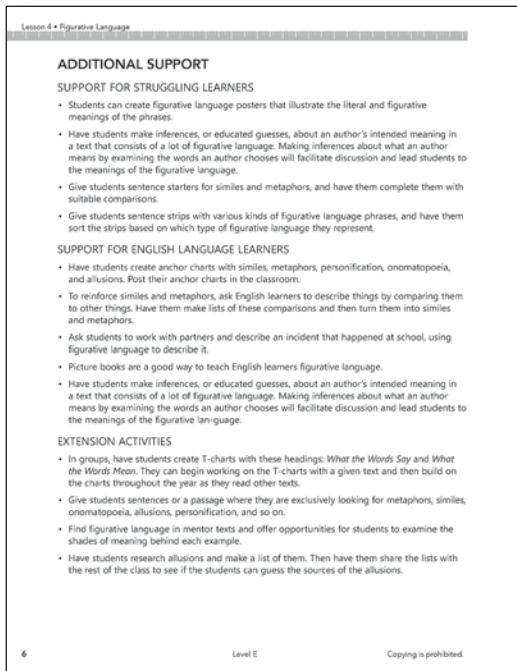 Lesson 4 • Figurative Language
ADDITIONAL SUPPORT
SUPPORT FOR STRUGGLING LEARNERS
• Students can create figurative language posters that illustrate the literal and figurative
meanings of the phrases.
• Have students make inferences, or educated guesses, about an author's intended meaning in
a text that consists of a lot of figurative language. Making inferences about what an author
means by examining the words an author chooses will facilitate discussion and lead students to
the meanings of the figurative language.
• Give students sentence starters for similes and metaphors, and have them complete them with
suitable comparisons.
• Give students sentence strips with various kinds of figurative language phrases, and have them
sort the strips based on which type of figurative language they represent.
SUPPORT FOR ENGLISH LANGUAGE LEARNERS
• Have students create anchor charts with similes, metaphors, personification, onomatopoeia,
and allusions. Post their anchor charts in the classroom.
• To reinforce similes and metaphors, ask English learners to describe things by comparing them
to other things. Have them make lists of these comparisons and then turn them into similes
and metaphors.
• Ask students to work with partners and describe an incident that happened at school, using
figurative language to describe it.
• Picture books are a good way to teach English learners figurative language.
• Have students make inferences, or educated guesses, about an author's intended meaning in
a text that consists of a lot of figurative language. Making inferences about what an author
means by examining the words an author chooses will facilitate discussion and lead students to
the meanings of the figurative lan-guage.
EXTENSION ACTIVITIES
• In groups, have students create T-charts with these headings: What the Words Say and What
the Words Mean. They can begin working on the T-charts with a given text and then build on
the charts throughout the year as they read other texts.
• Give students sentences or a passage where they are exclusively looking for metaphors, similes,
onomatopoeia, allusions, personification, and so on.
• Find figurative language in mentor texts and offer opportunities for students to examine the
shades of meaning behind each example.
• Have students research allusions and make a list of them. Then have them share the lists with
the rest of the class to see if the students can guess the sources of the allusions.
6 Level E Copying is prohibited.